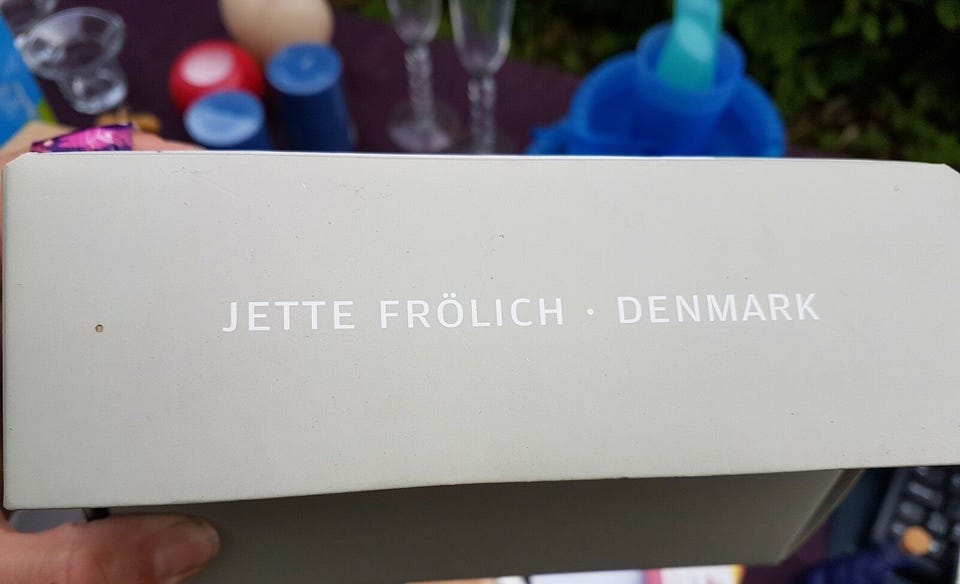 JETTE FRÖLICH · DENMARK